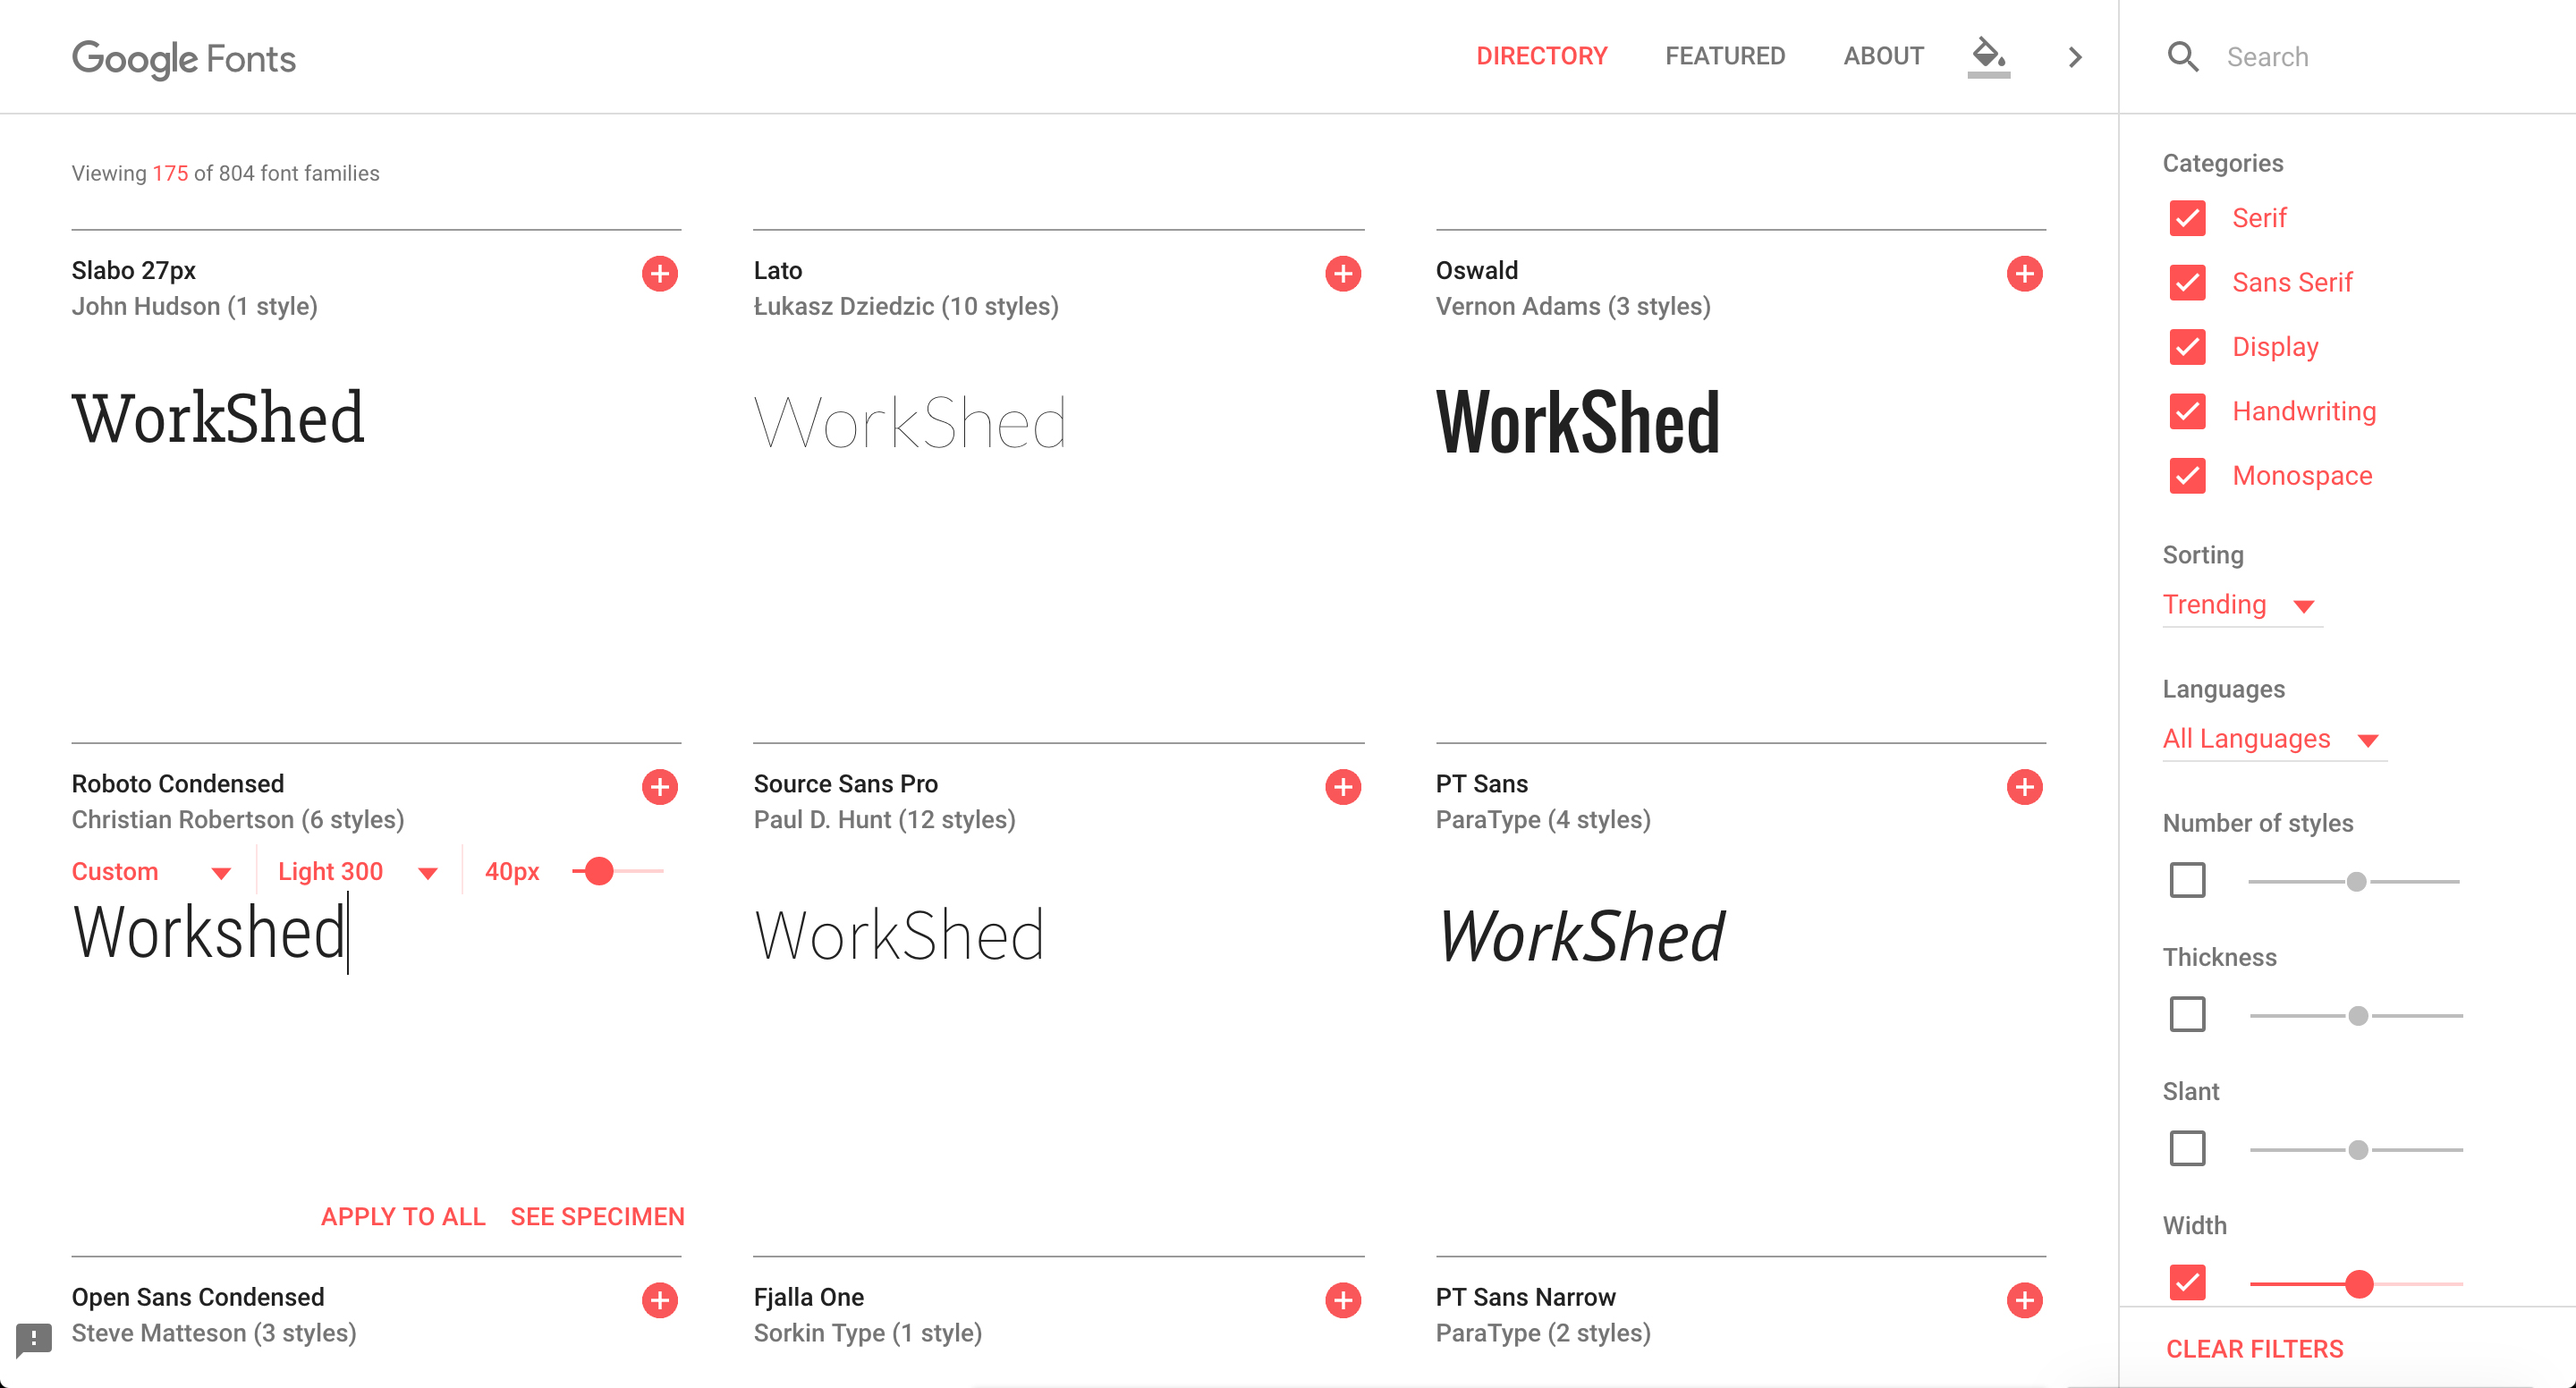 Google Fonts
DIRECTORY FEATURED ABOUT
Search
Viewing 175 of 804 font families
Slabo 27px
John Hudson (1 style)
WorkShed
Lato
Łukasz Dziedzic (10 styles)
WorkShed
Oswald
Vernon Adams (3 styles)
WorkShed
Roboto Condensed
Christian Robertson (6 styles)
Custom Light 300 40px
Workshed
APPLY TO ALL SEE SPECIMEN
Source Sans Pro
Paul D. Hunt (12 styles)
WorkShed
PT Sans
ParaType (4 styles)
WorkShed
Open Sans Condensed
Steve Matteson (3 styles)
Fjalla One
Sorkin Type (1 style)
PT Sans Narrow
ParaType (2 styles)
Categories
Serif
Sans Serif
Display
Handwriting
Monospace
Sorting
Trending
Languages
All Languages
Number of styles
Thickness
Slant
Width
CLEAR FILTERS